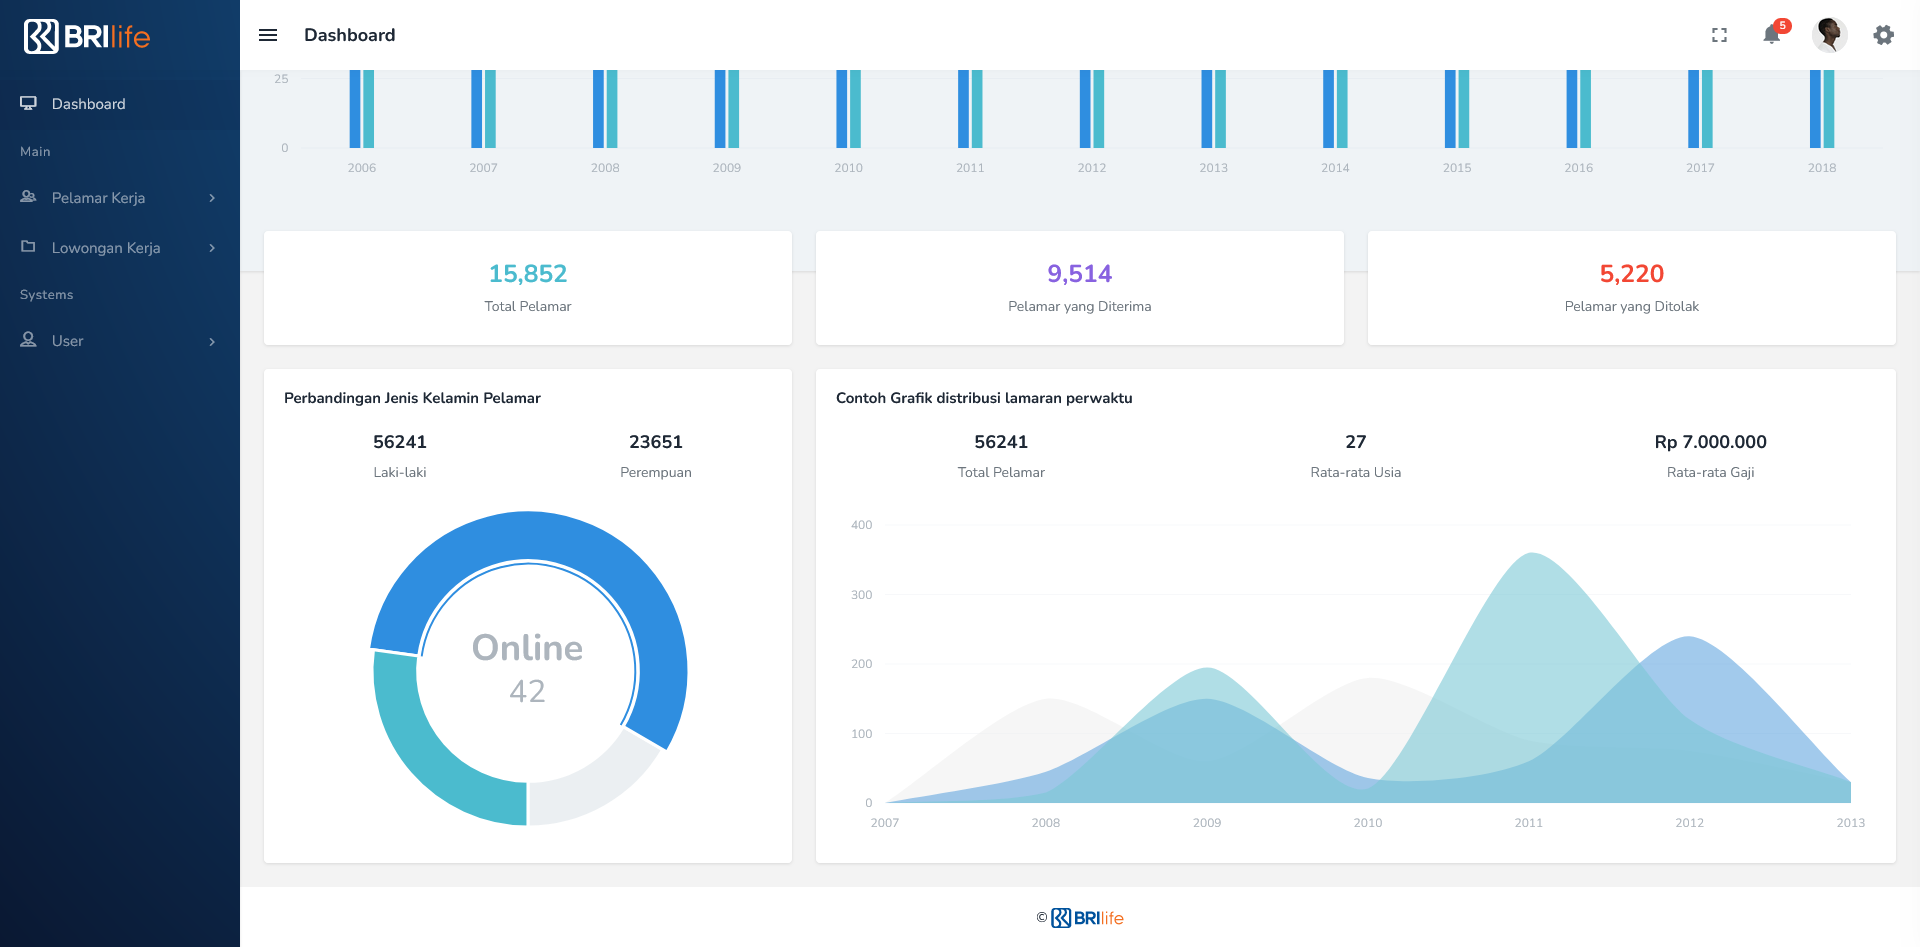 BRIlife
Dashboard
5
Dashboard
Main
Pelamar Kerja
Lowongan Kerja
Systems
User
25
0
2006 2007 2008 2009 2010 2011 2012 2013 2014 2015 2016 2017 2018
15,852
Total Pelamar
9,514
Pelamar yang Diterima
5,220
Pelamar yang Ditolak
Perbandingan Jenis Kelamin Pelamar
56241
Laki-laki
23651
Perempuan
Online
42
Contoh Grafik distribusi lamaran perwaktu
56241
Total Pelamar
27
Rata-rata Usia
Rp 7.000.000
Rata-rata Gaji
400
300
200
100
0
2007 2008 2009 2010 2011 2012 2013
© BRIlife